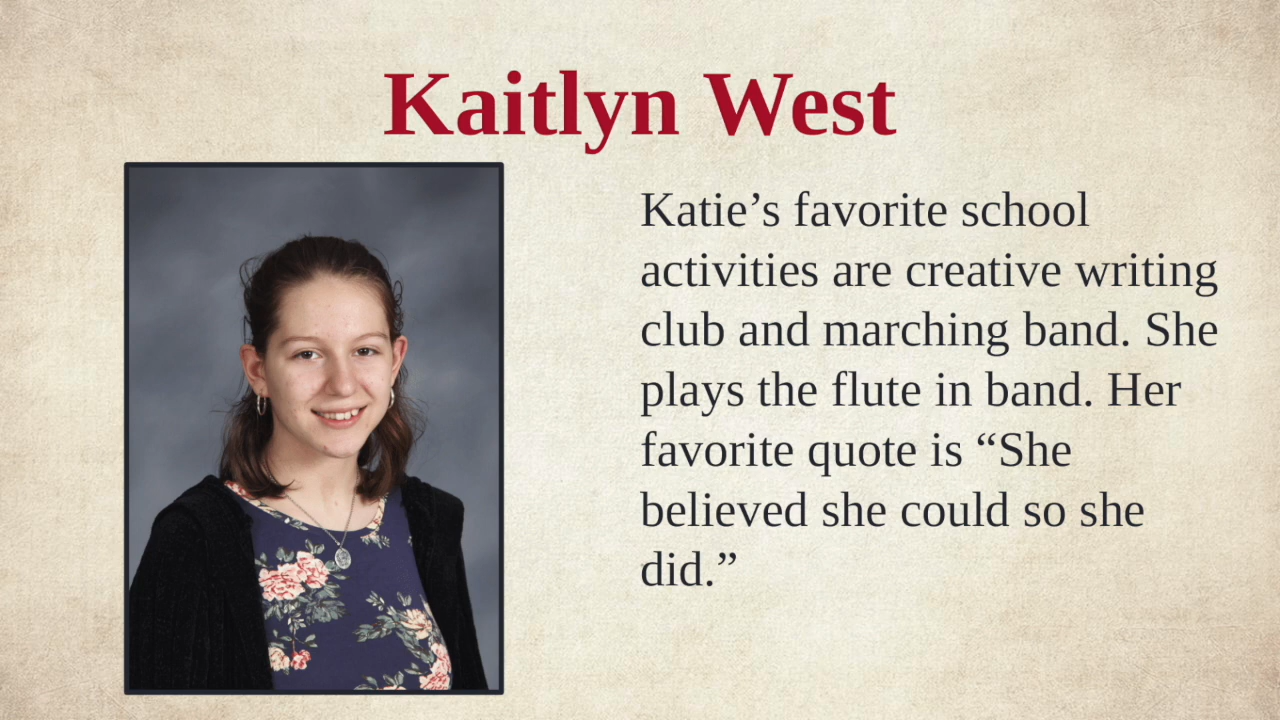 Kaitlyn West
Katie’s favorite school
activities are creative writing
club and marching band. She
plays the flute in band. Her
favorite quote is “She
believed she could so she
did.”